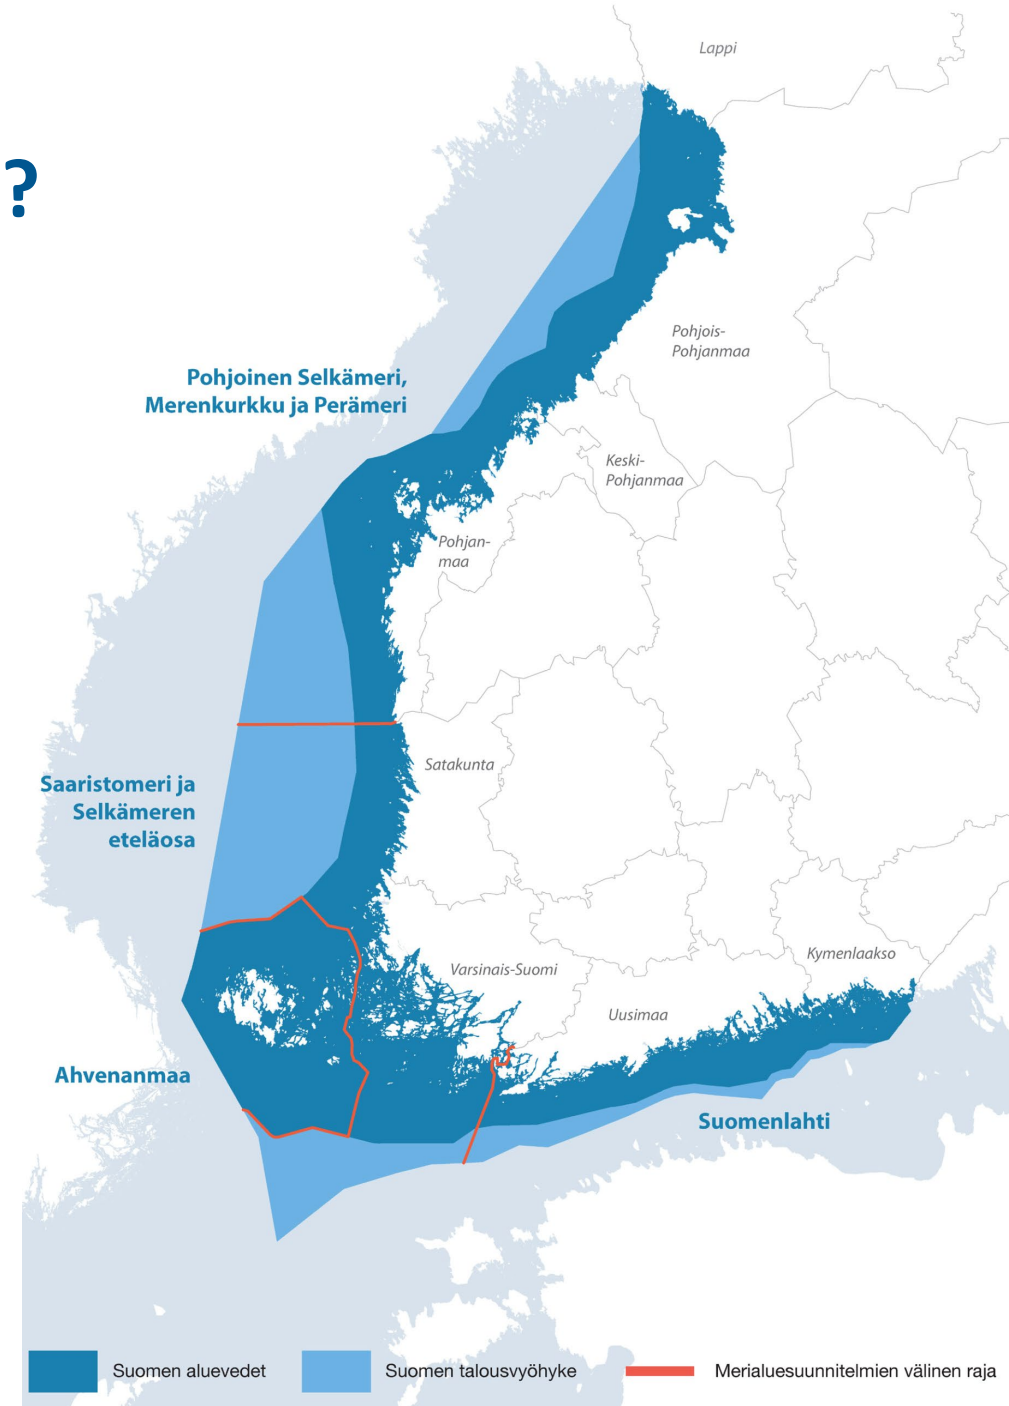 Lappi
?
Pohjois-
Pohjanmaa
Pohjoinen Selkämeri,
Merenkurkku ja Perämeri
Keski-
Pohjanmaa
Pohjan-
maa
Satakunta
Saaristomeri ja
Selkämeren
eteläosa
Kymenlaakso
Varsinais-Suomi
Uusimaa
Ahvenanmaa
Suomenlahti
Suomen aluevedet
Suomen talousvyöhyke
Merialuesuunnitelmien välinen raja